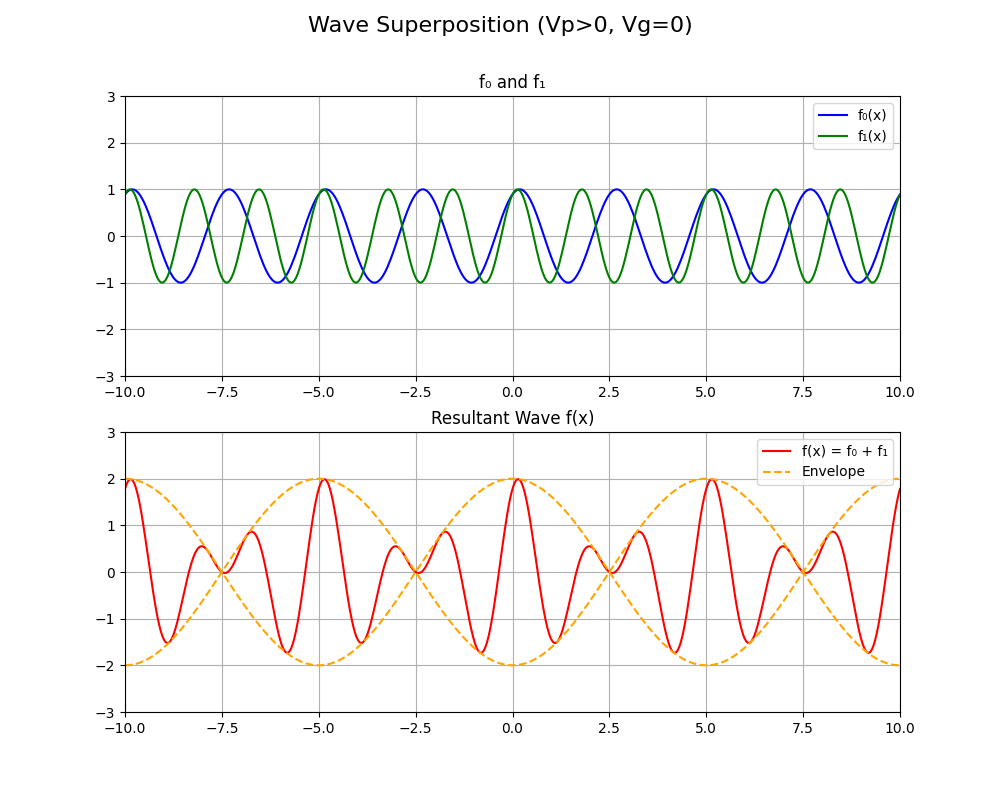 Wave Superposition (Vp>0, Vg=0)
f₀ and f₁
3
2
1
0
−1
−2
−3
f₀(x)
f₁(x)
−10.0 −7.5 −5.0 −2.5 0.0 2.5 5.0 7.5 10.0
Resultant Wave f(x)
3
2
1
0
−1
−2
−3
f(x) = f₀ + f₁
Envelope
−10.0 −7.5 −5.0 −2.5 0.0 2.5 5.0 7.5 10.0